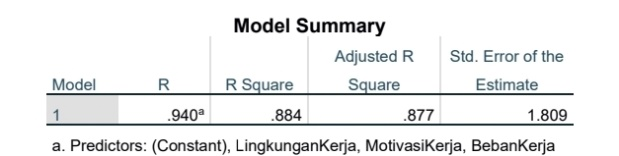 Model Summary
Adjusted R Std. Error of the
Model R R Square Square Estimate
1 .940a .884 .877 1.809
a. Predictors: (Constant), LingkunganKerja, MotivasiKerja, BebanKerja